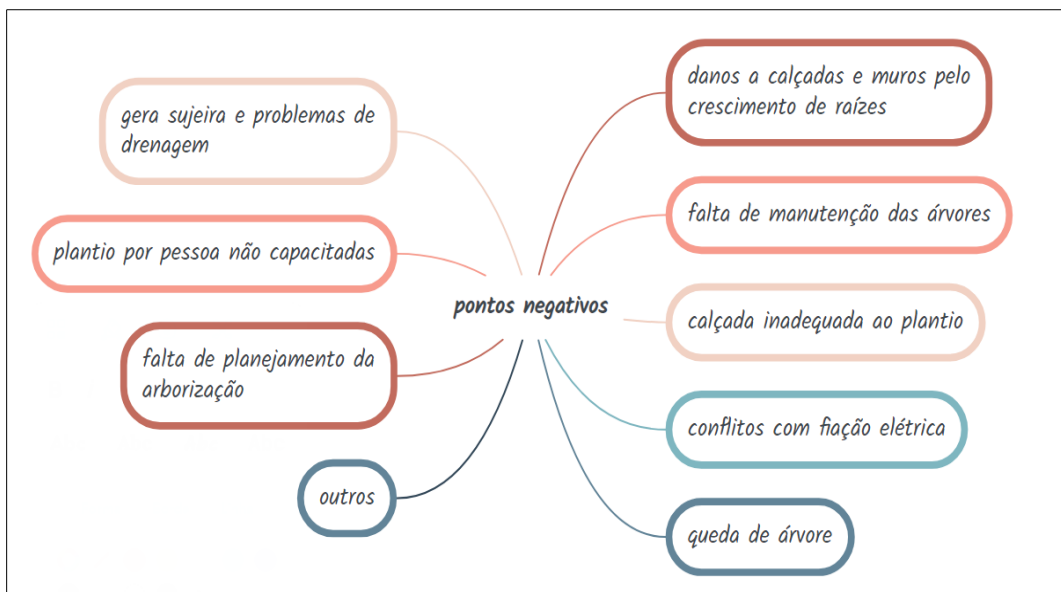 gera sujeira e problemas de
drenagem
plantio por pessoa não capacitadas
falta de planejamento da
arborização
outros
pontos negativos
danos a calçadas e muros pelo
crescimento de raízes
falta de manutenção das árvores
calçada inadequada ao plantio
conflitos com fiação elétrica
queda de árvore